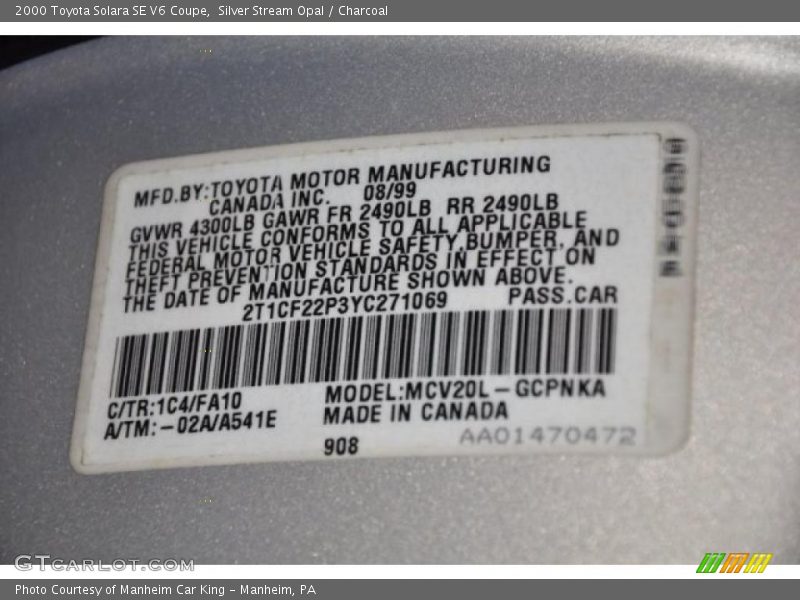 2000 Toyota Solara SE V6 Coupe,  Silver Stream Opal / Charcoal
MFD.BY:TOYOTA MOTOR MANUFACTURING
CANADA INC.    08/99
GVWR 4300LB GAWR FR 2490LB  RR 2490LB
THIS VEHICLE CONFORMS TO ALL APPLICABLE
FEDERAL MOTOR VEHICLE SAFETY,BUMPER, AND
THEFT PREVENTION STANDARDS IN EFFECT ON
THE DATE OF MANUFACTURE SHOWN ABOVE.
2T1CF22P3YC271069    PASS.CAR
C/TR:1C4/FA10    MODEL:MCV20L-GCPNKA
A/TM:-02A/A541E    MADE IN CANADA
908    AA01470472
GTCARLOT.COM
Photo Courtesy of Manheim Car King - Manheim, PA